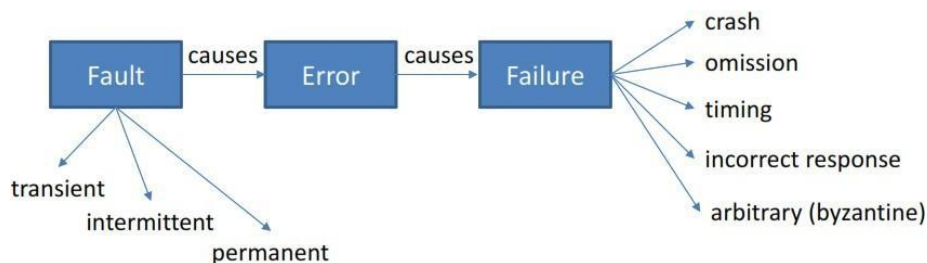 causes
causes
Fault
Error
Failure
crash
omission
timing
incorrect response
arbitrary (byzantine)
transient
intermittent
permanent